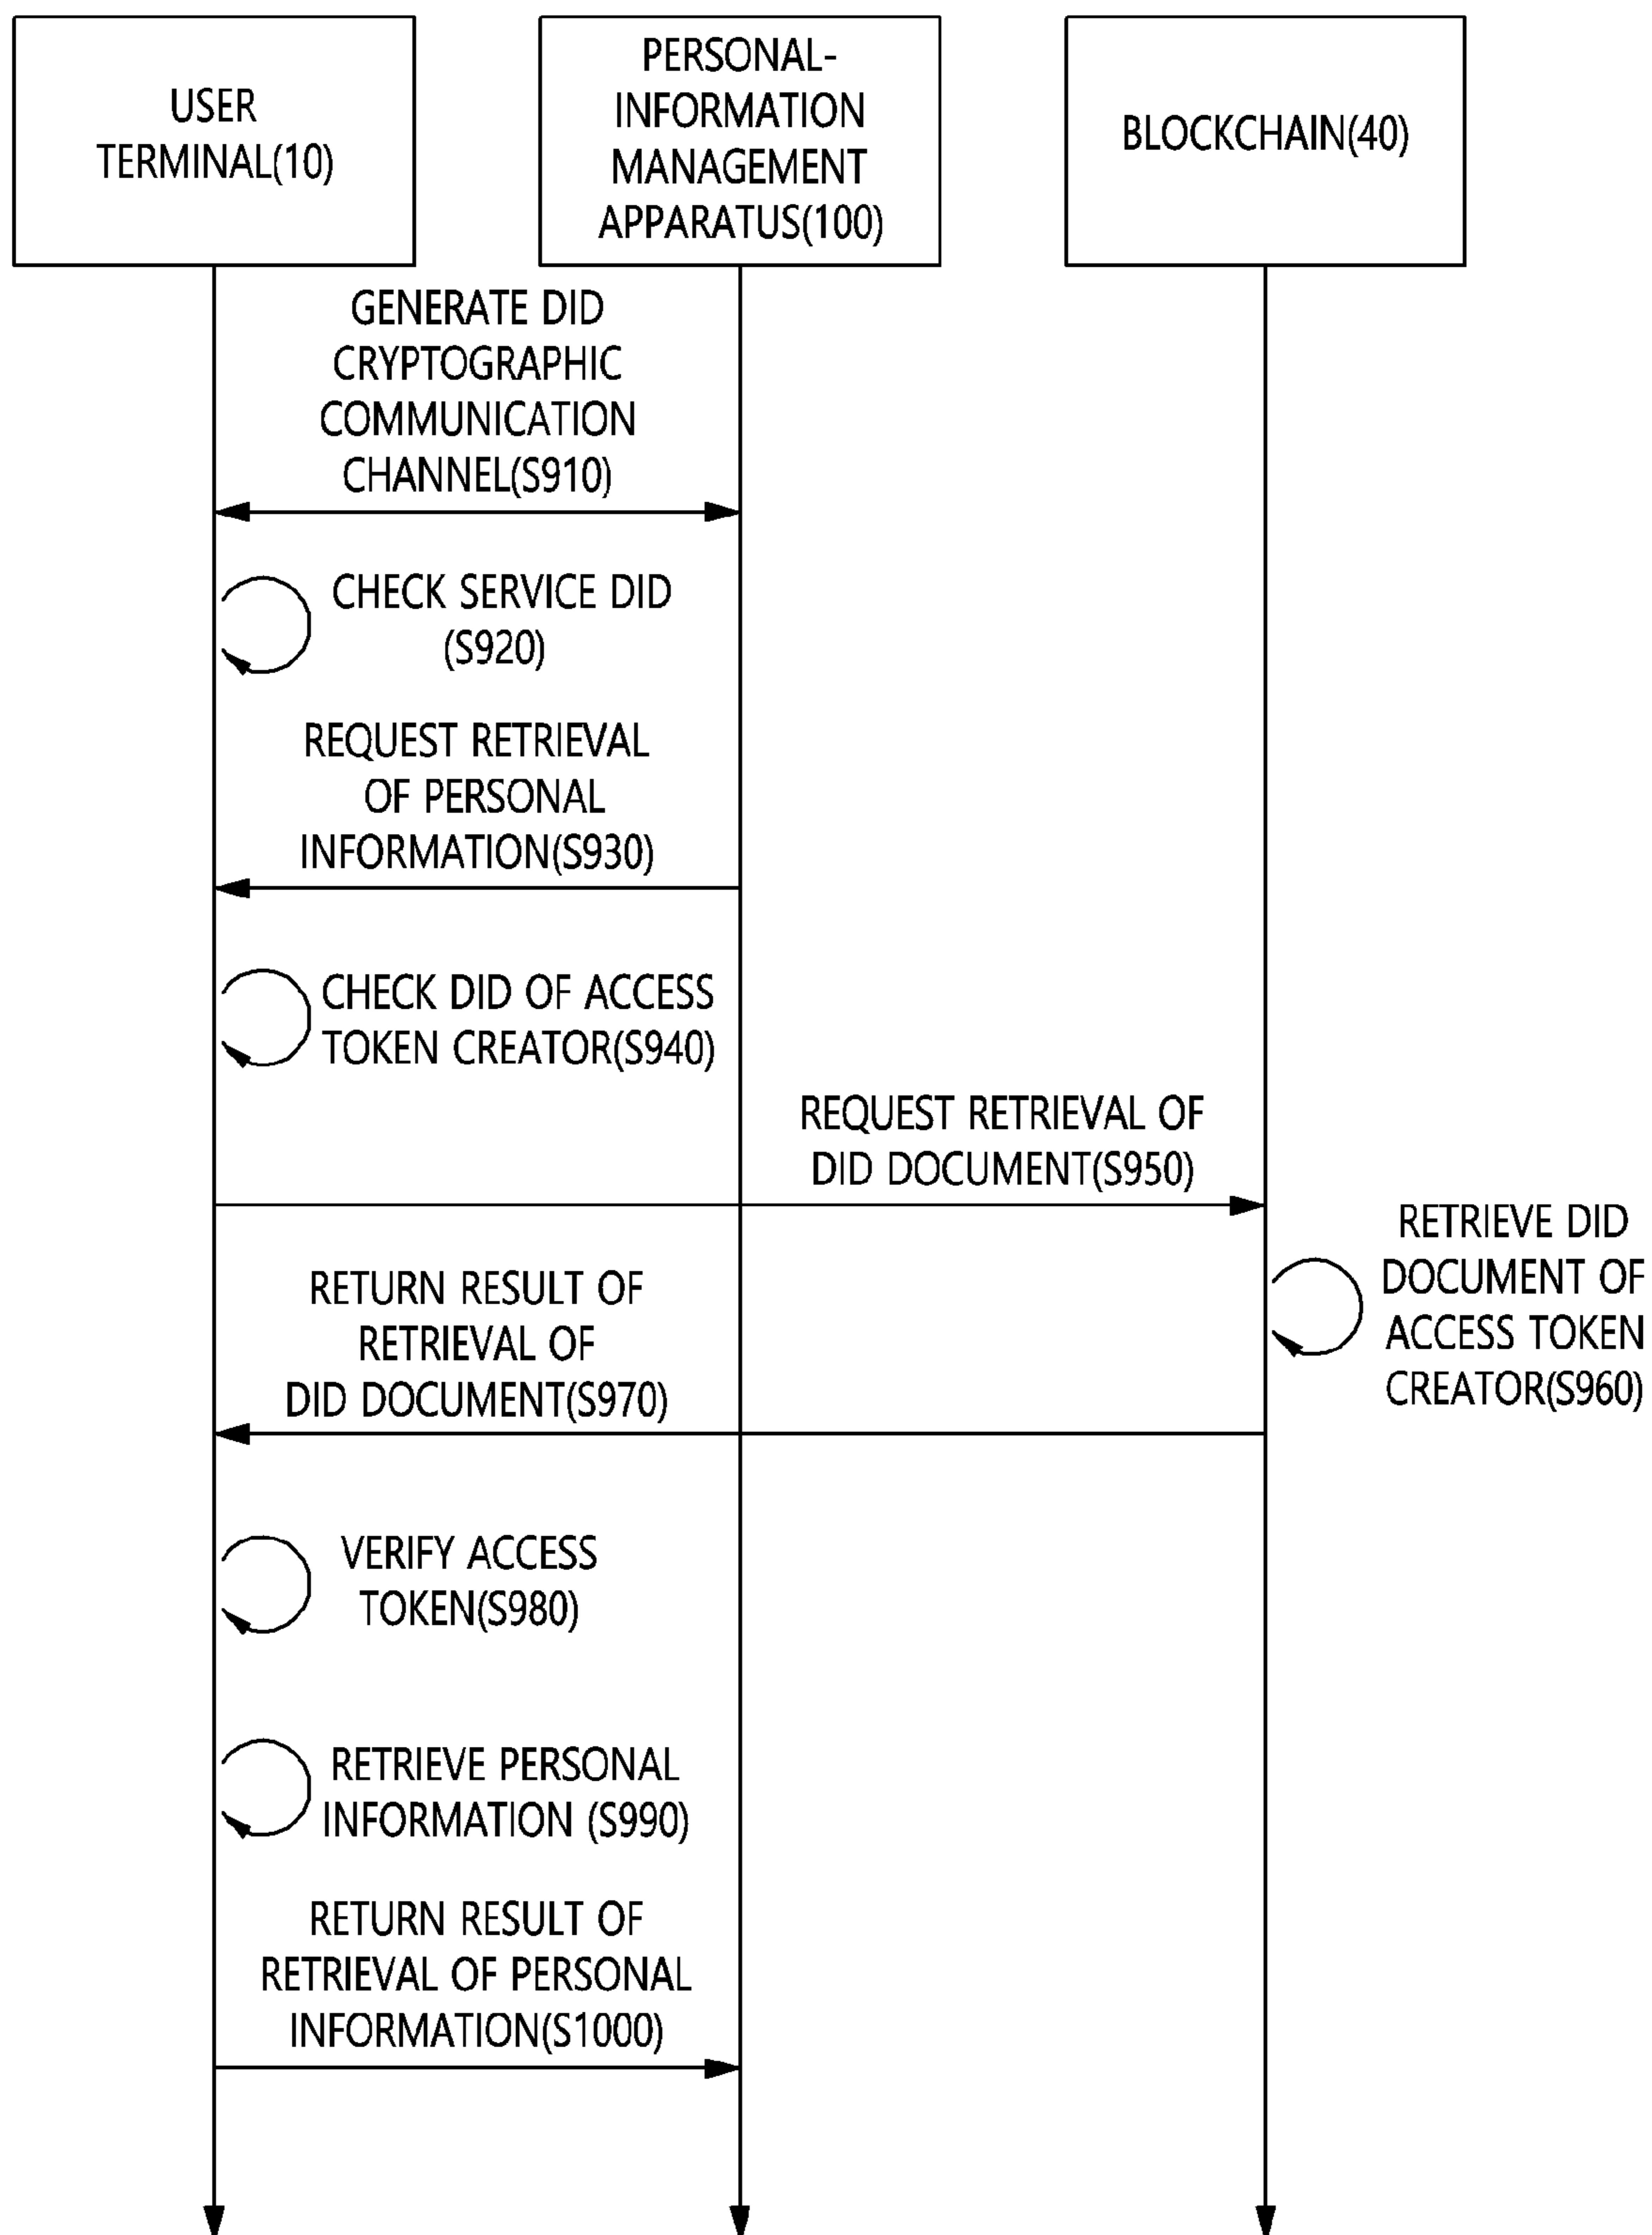 USER
TERMINAL(10)
PERSONAL-
INFORMATION
MANAGEMENT
APPARATUS(100)
BLOCKCHAIN(40)
GENERATE DID
CRYPTOGRAPHIC
COMMUNICATION
CHANNEL(S910)
CHECK SERVICE DID
(S920)
REQUEST RETRIEVAL
OF PERSONAL
INFORMATION(S930)
CHECK DID OF ACCESS
TOKEN CREATOR(S940)
REQUEST RETRIEVAL OF
DID DOCUMENT(S950)
RETRIEVE DID
DOCUMENT OF
ACCESS TOKEN
CREATOR(S960)
RETURN RESULT OF
RETRIEVAL OF
DID DOCUMENT(S970)
VERIFY ACCESS
TOKEN(S980)
RETRIEVE PERSONAL
INFORMATION (S990)
RETURN RESULT OF
RETRIEVAL OF PERSONAL
INFORMATION(S1000)